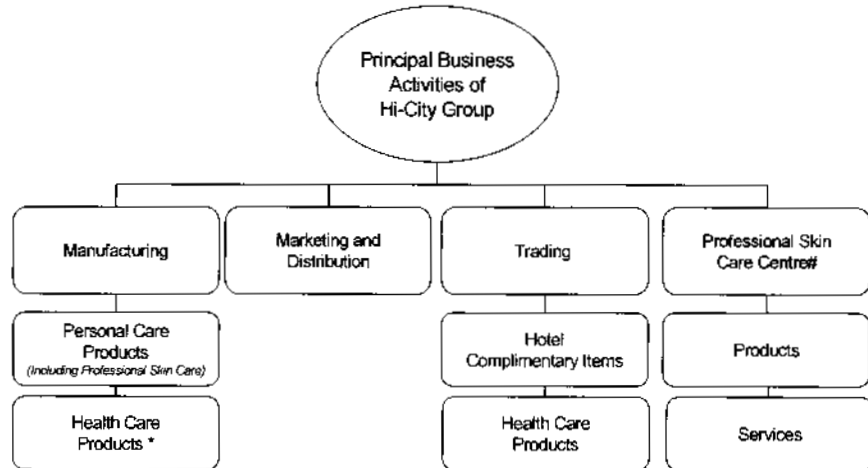 Principal Business
Activities of
Hi-City Group
Manufacturing
Marketing and
Distribution
Trading
Professional Skin
Care Centre#
Personal Care
Products
(Including Professional Skin Care)
Hotel
Complimentary Items
Products
Health Care
Products *
Health Care
Products
Services